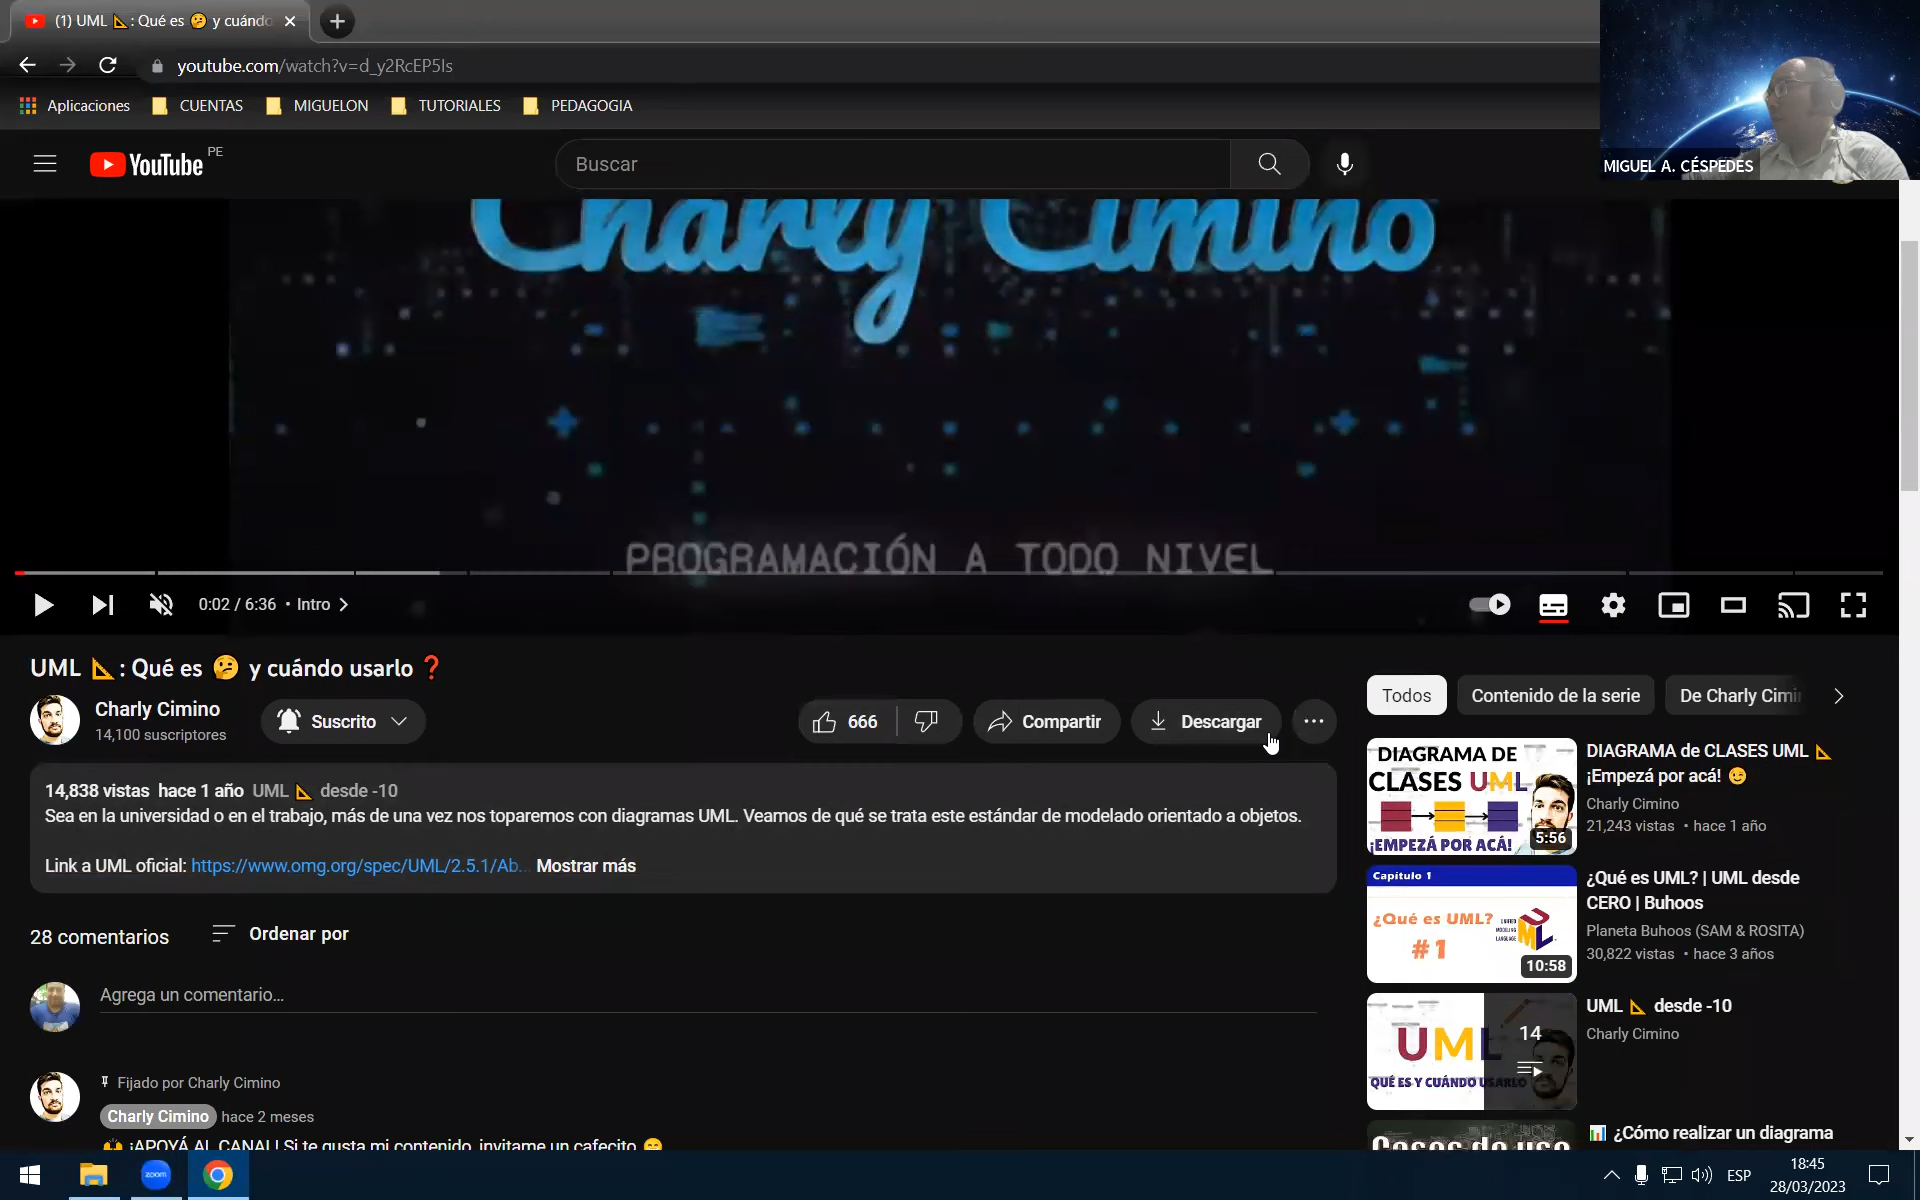 (1) UML 📐: Qué es 🤔 y cuándo
youtube.com/watch?v=d_y2RcEP5Is
Aplicaciones
CUENTAS
MIGUELON
TUTORIALES
PEDAGOGIA
MIGUEL A. CÉSPEDES
YouTube PE
Buscar
Charly Cimino
PROGRAMACIÓN A TODO NIVEL
0:02 / 6:36 • Intro
UML 📐: Qué es 🤔 y cuándo usarlo ❓
Charly Cimino
14,100 suscriptores
Suscrito
666
Compartir
Descargar
14,838 vistas hace 1 año UML 📐 desde -10
Sea en la universidad o en el trabajo, más de una vez nos toparemos con diagramas UML. Veamos de qué se trata este estándar de modelado orientado a objetos.
Link a UML oficial: https://www.omg.org/spec/UML/2.5.1/Ab... Mostrar más
28 comentarios
Ordenar por
Agrega un comentario...
Fijado por Charly Cimino
Charly Cimino hace 2 meses
🙌 ¡APOYÁ AL CANAL! Si te gusta mi contenido, invitame un cafecito 😁
Todos
Contenido de la serie
De Charly Cimi
DIAGRAMA DE
CLASES UML
¡EMPEZÁ POR ACÁ!
5:56
DIAGRAMA de CLASES UML 📐
¡Empezá por acá! 😉
Charly Cimino
21,243 vistas • hace 1 año
Capítulo 1
¿Qué es UML?
#1
UNIFIED
MODELING
LANGUAGE
UML
10:58
¿Qué es UML? | UML desde
CERO | Buhoos
Planeta Buhoos (SAM & ROSITA)
30,822 vistas • hace 3 años
UML
QUÉ ES Y CUÁNDO USARLO
14
UML 📐 desde -10
Charly Cimino
Casos de uso
📊 ¿Cómo realizar un diagrama
zoom
ESP
18:45
28/03/2023